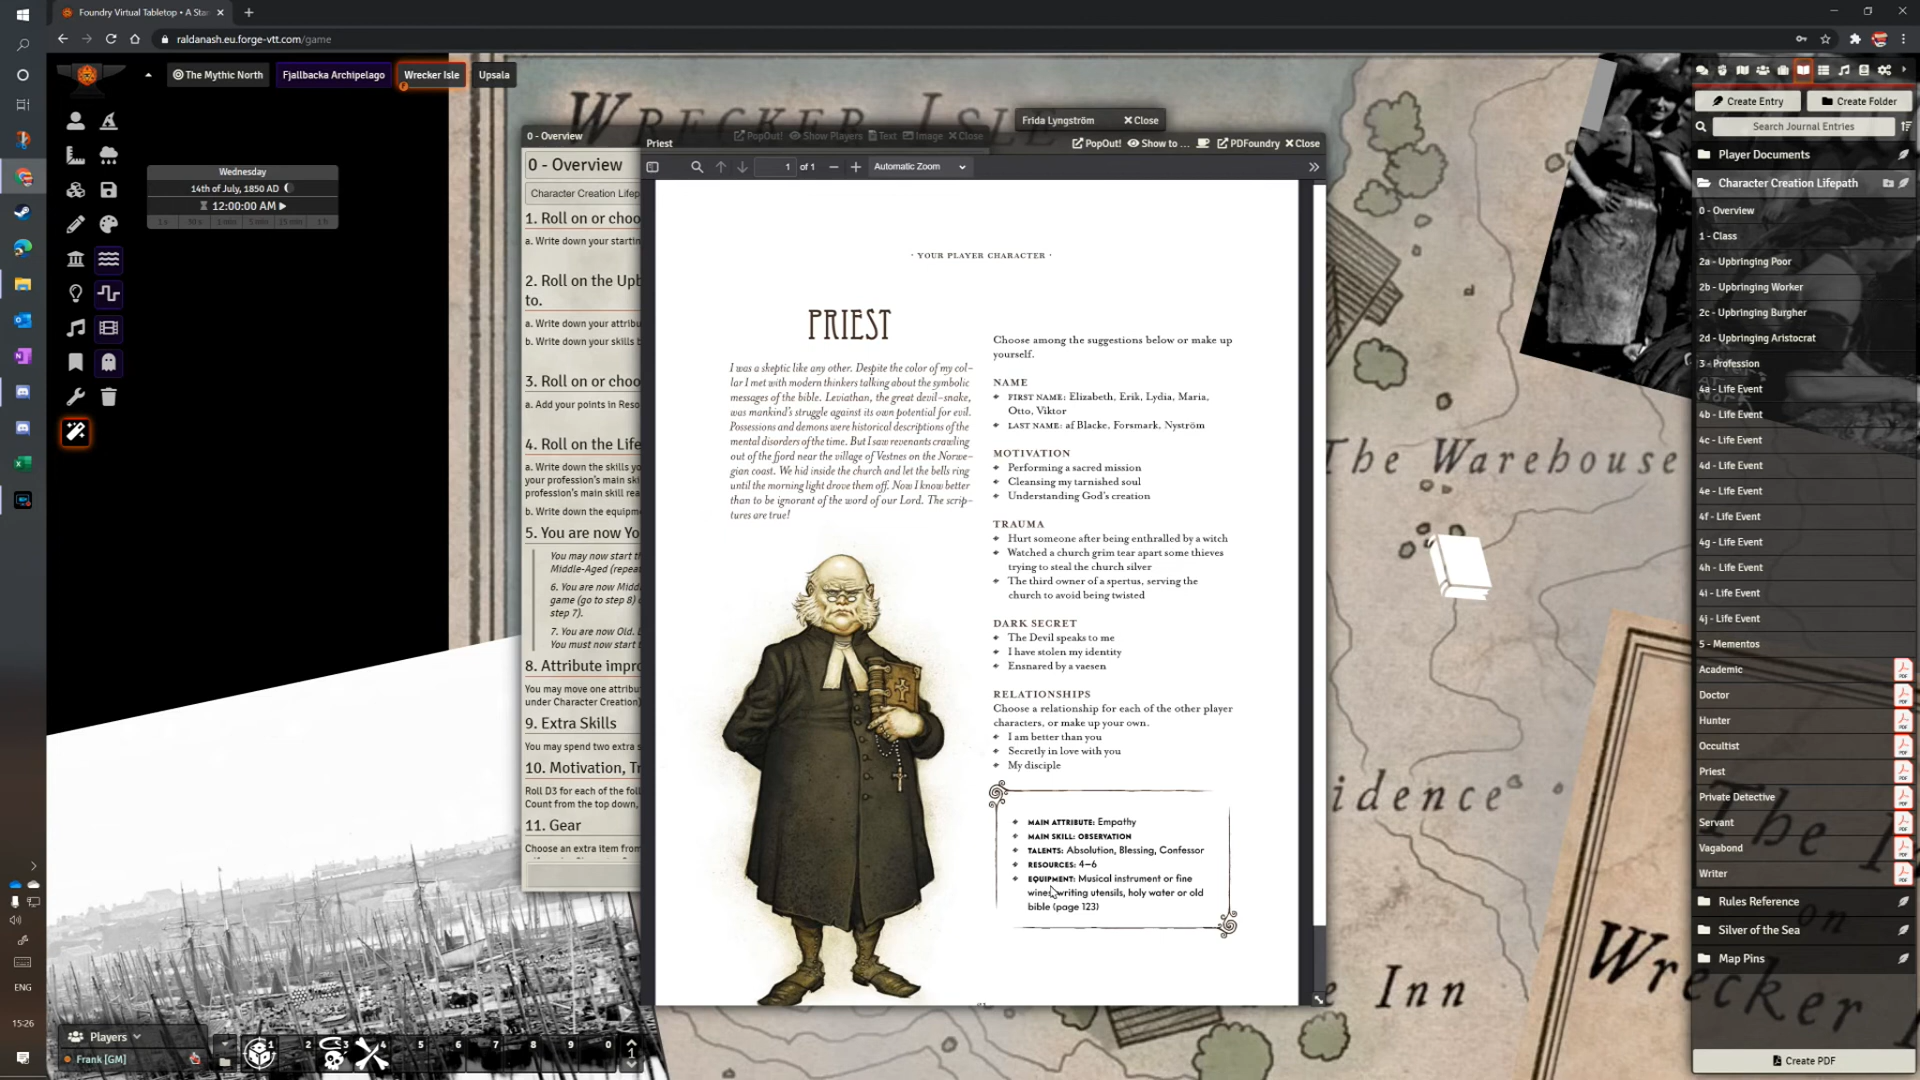 Foundry Virtual Tabletop • A Sta
raldanash.eu.forge-vtt.com/game
The Mythic North
Fjallbacka Archipelago
Wrecker Isle
Upsala
Wednesday
14th of July, 1850 AD
12:00:00 AM
1 s 30 s 1 min 5 min 15 min 1 h
WRECKER ISLE
The Warehouse
idence
Inn
Wrecker
0 - Overview
PopOut! Show Players Text Image Close
0 - Overview
Character Creation Lifep
1. Roll on or choo
a. Write down your startin
2. Roll on the Upb
to.
a. Write down your attribu
b. Write down your skills b
3. Roll on or choo
a. Add your points in Reso
4. Roll on the Life
a. Write down the skills yo
your profession's main ski
profession's main skill rea
b. Write down the equipme
5. You are now Yo
You may now start th
Middle-Aged (repeat
6. You are now Midd
game (go to step 8) o
step 7).
7. You are now Old.
You must now start t
8. Attribute impro
You may move one attribut
under Character Creation)
9. Extra Skills
You may spend two extra s
10. Motivation, Tr
Roll D3 for each of the foll
Count from the top down,
11. Gear
Choose an extra item from
Frida Lyngström
Close
Priest
PopOut! Show to ... PDFoundry Close
1 of 1
Automatic Zoom
· YOUR PLAYER CHARACTER ·
PRIEST
I was a skeptic like any other. Despite the color of my col-
lar I met with modern thinkers talking about the symbolic
messages of the bible. Leviathan, the great devil-snake,
was mankind's struggle against its own potential for evil.
Possessions and demons were historical descriptions of the
mental disorders of the time. But I saw revenants crawling
out of the fjord near the village of Vestnes on the Norwe-
gian coast. We hid inside the church and let the bells ring
until the morning light drove them off. Now I know better
than to be ignorant of the word of our Lord. The scrip-
tures are true!
Choose among the suggestions below or make up
yourself.
NAME
FIRST NAME: Elizabeth, Erik, Lydia, Maria,
Otto, Viktor
LAST NAME: af Blacke, Forsmark, Nyström
MOTIVATION
Performing a sacred mission
Cleansing my tarnished soul
Understanding God's creation
TRAUMA
Hurt someone after being enthralled by a witch
Watched a church grim tear apart some thieves
trying to steal the church silver
The third owner of a spertus, serving the
church to avoid being twisted
DARK SECRET
The Devil speaks to me
I have stolen my identity
Ensnared by a vaesen
RELATIONSHIPS
Choose a relationship for each of the other player
characters, or make up your own.
I am better than you
Secretly in love with you
My disciple
MAIN ATTRIBUTE: Empathy
MAIN SKILL: OBSERVATION
TALENTS: Absolution, Blessing, Confessor
RESOURCES: 4–6
EQUIPMENT: Musical instrument or fine
wine, writing utensils, holy water or old
bible (page 123)
Create Entry
Create Folder
Search Journal Entries
Player Documents
Character Creation Lifepath
0 - Overview
1 - Class
2a - Upbringing Poor
2b - Upbringing Worker
2c - Upbringing Burgher
2d - Upbringing Aristocrat
3 - Profession
4a - Life Event
4b - Life Event
4c - Life Event
4d - Life Event
4e - Life Event
4f - Life Event
4g - Life Event
4h - Life Event
4i - Life Event
4j - Life Event
5 - Mementos
Academic
Doctor
Hunter
Occultist
Priest
Private Detective
Servant
Vagabond
Writer
Rules Reference
Silver of the Sea
Map Pins
Create PDF
Players
Frank [GM]
1 2 3 4 5 6 7 8 9 0
1
ENG
15:26